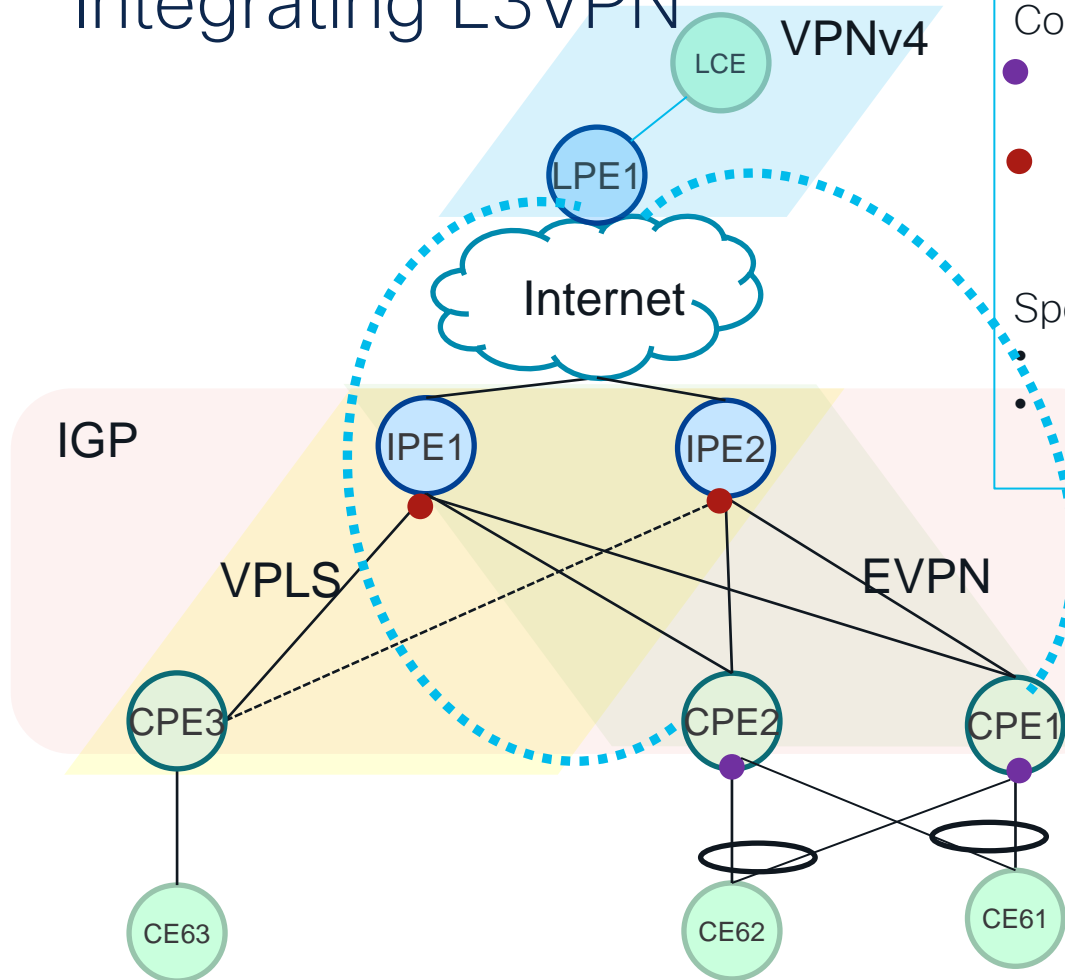 Integrating L3VPN
VPNv4
LCE
LPE1
Internet
IGP
IPE1
IPE2
VPLS
EVPN
CPE3
CPE2
CPE1
CE63
CE62
CE61